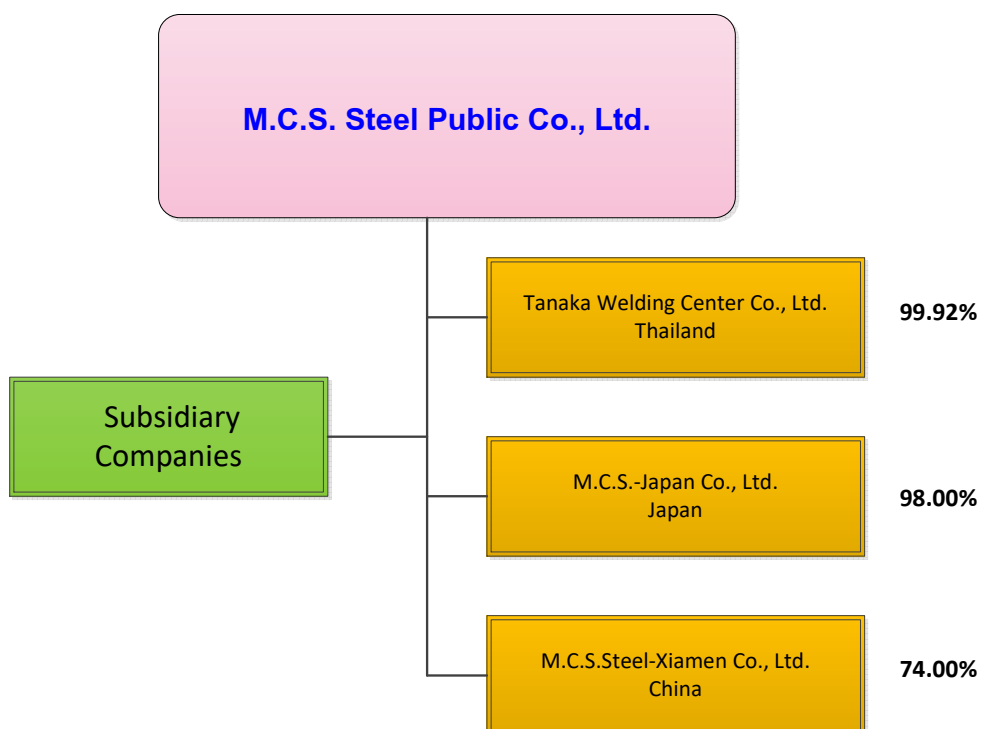 M.C.S. Steel Public Co., Ltd.
Tanaka Welding Center Co., Ltd.
Thailand
99.92%
Subsidiary
Companies
M.C.S.-Japan Co., Ltd.
Japan
98.00%
M.C.S.Steel-Xiamen Co., Ltd.
China
74.00%